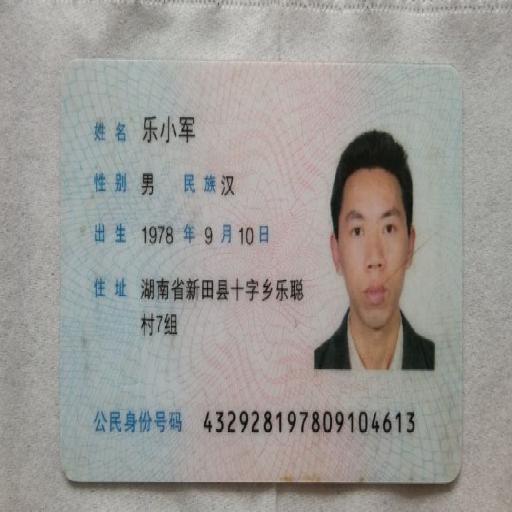 姓名 乐小军
性别 男 民族 汉
出生 1978 年 9 月 10 日
住址 湖南省新田县十字乡乐聪
村7组
公民身份号码 432928197809104613